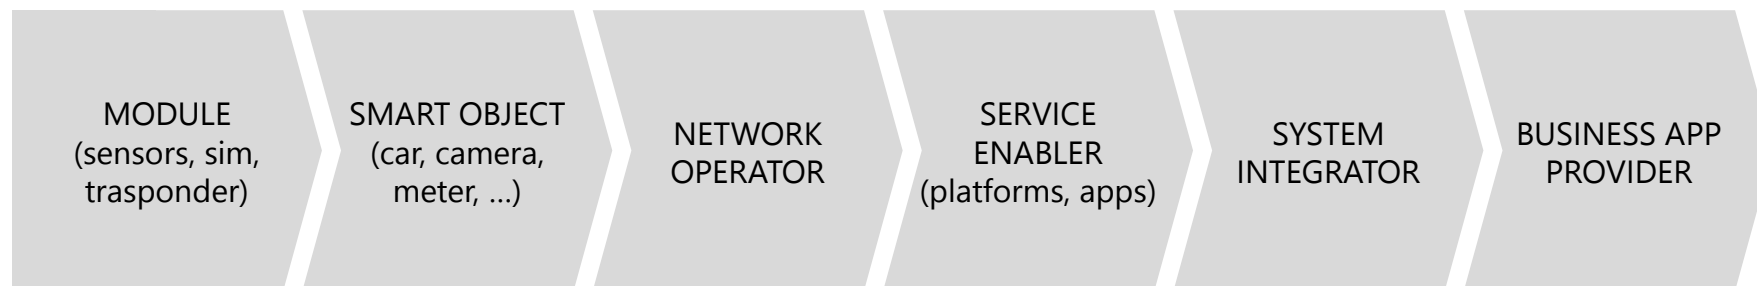 MODULE
(sensors, sim,
trasponder)
SMART OBJECT
(car, camera,
meter, ...)
NETWORK
OPERATOR
SERVICE
ENABLER
(platforms, apps)
SYSTEM
INTEGRATOR
BUSINESS APP
PROVIDER